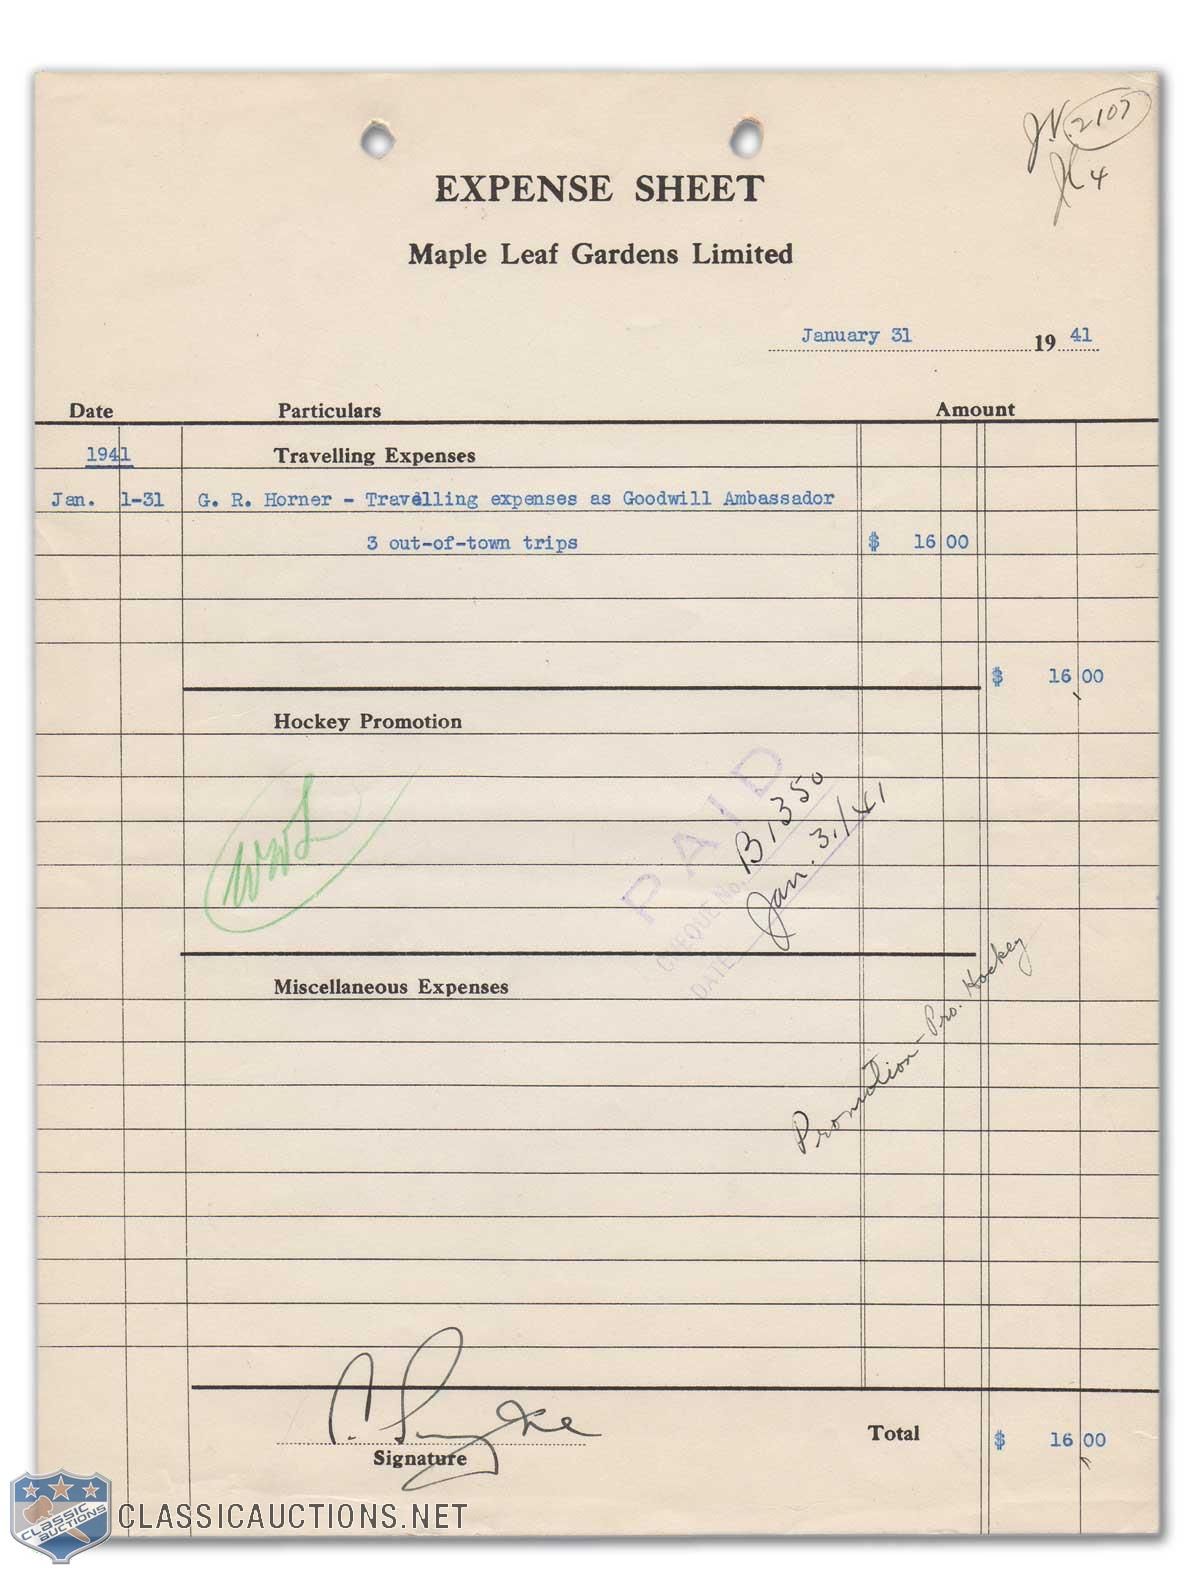 J.V. 2107
4
EXPENSE SHEET
Maple Leaf Gardens Limited
January 31 19 41
Date Particulars Amount
1941 Travelling Expenses
Jan. 1-31 G. R. Horner - Travelling expenses as Goodwill Ambassador
3 out-of-town trips $ 16 00
$ 16 00
Hockey Promotion
PAID
CHEQUE No. B1350
DATE Jan. 31/41
Miscellaneous Expenses
Promotion - Pro. Hockey
C. Smythe
Signature
Total $ 16 00
CLASSIC AUCTIONS
CLASSICAUCTIONS.NET